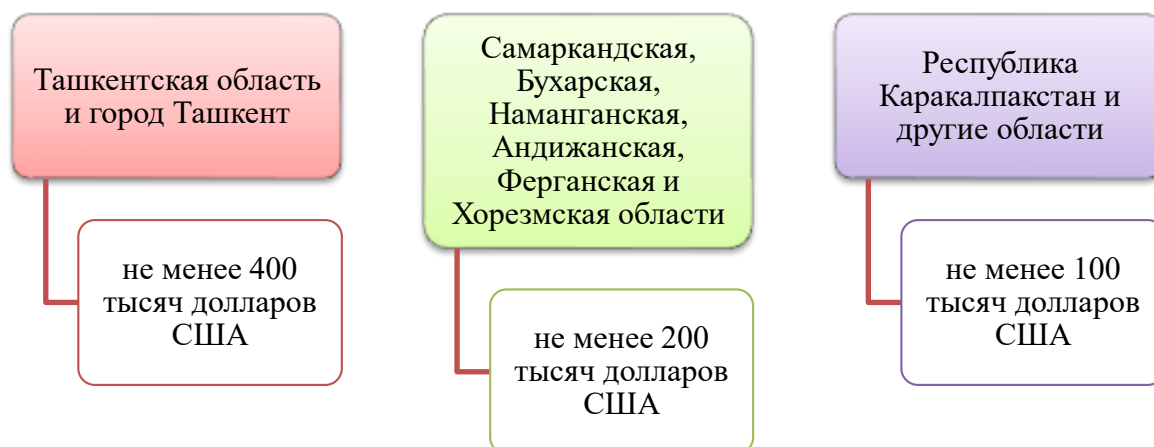 Ташкентская область
и город Ташкент
не менее 400
тысяч долларов
США
Самаркандская,
Бухарская,
Наманганская,
Андижанская,
Ферганская и
Хорезмская области
не менее 200
тысяч долларов
США
Республика
Каракалпакстан и
другие области
не менее 100
тысяч долларов
США